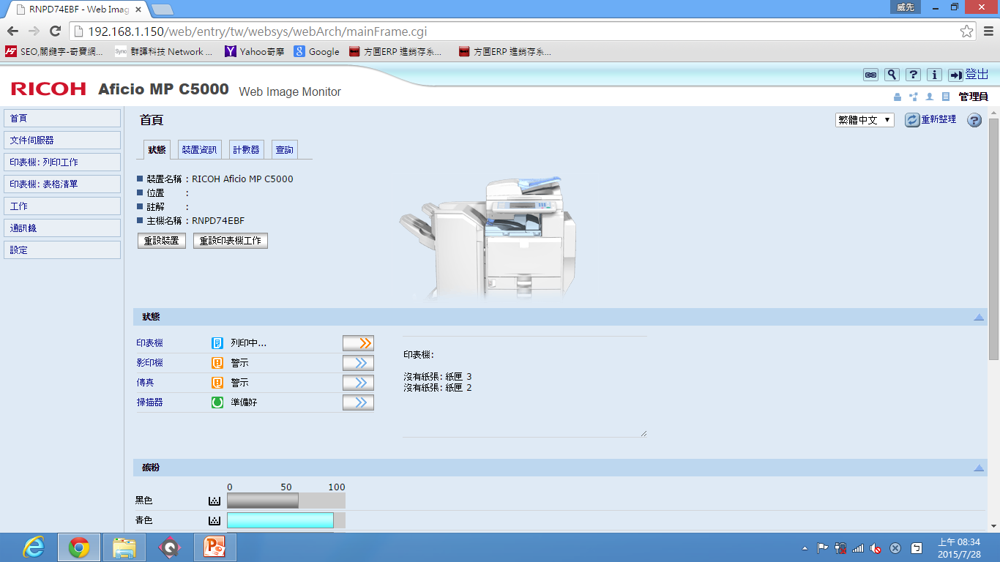 RNPD74EBF - Web Imag
威先
192.168.1.150/web/entry/tw/websys/webArch/mainFrame.cgi
SEO,關鍵字-奇寶網... Syno 群暉科技 Network ... Yahoo奇摩 Google 方圓ERP 進銷存系... 方圓ERP 進銷存系...
登出
RICOH Aficio MP C5000 Web Image Monitor
管理員
首頁
文件伺服器
印表機: 列印工作
印表機: 表格清單
工作
通訊錄
設定
首頁
繁體中文 重新整理
狀態 裝置資訊 計數器 查詢
裝置名稱 : RICOH Aficio MP C5000
位置 :
註解 :
主機名稱 : RNPD74EBF
重設裝置 重設印表機工作
狀態
印表機 列印中...
影印機 警示
傳真 警示
掃描器 準備好
印表機:
沒有紙張: 紙匣 3
沒有紙張: 紙匣 2
碳粉
0 50 100
黑色
青色
上午 08:34
2015/7/28